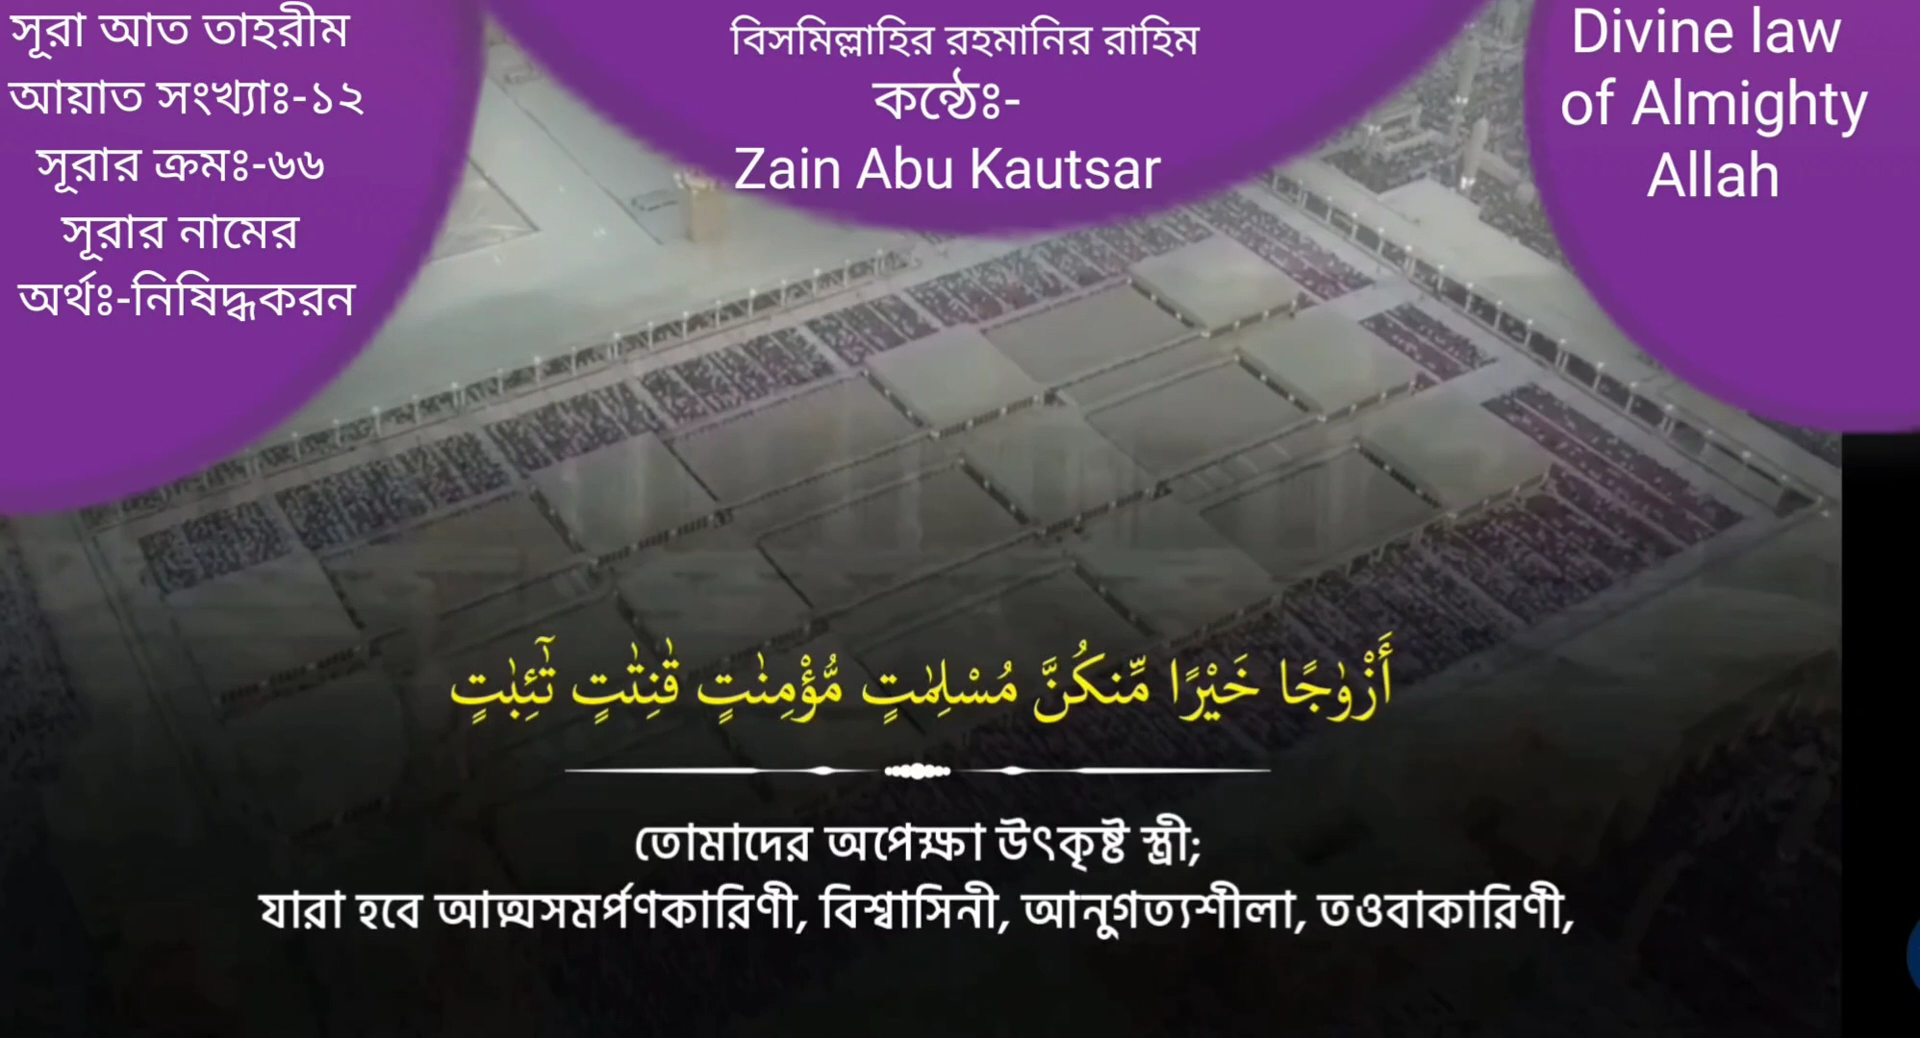 সূরা আত তাহরীম
আয়াত সংখ্যাঃ-১২
সূরার ক্রমঃ-৬৬
সূরার নামের
অর্থঃ-নিষিদ্ধকরন
বিসমিল্লাহির রহমানির রাহিম
কন্ঠেঃ-
Zain Abu Kautsar
Divine law
of Almighty
Allah
أَزْوَٰجًا خَيْرًا مِّنكُنَّ مُسْلِمَٰتٍ مُّؤْمِنَٰتٍ قَٰنِتَٰتٍ تَٰٓئِبَٰتٍ
তোমাদের অপেক্ষা উৎকৃষ্ট স্ত্রী;
যারা হবে আত্মসমর্পণকারিণী, বিশ্বাসিনী, আনুগত্যশীলা, তওবাকারিণী,